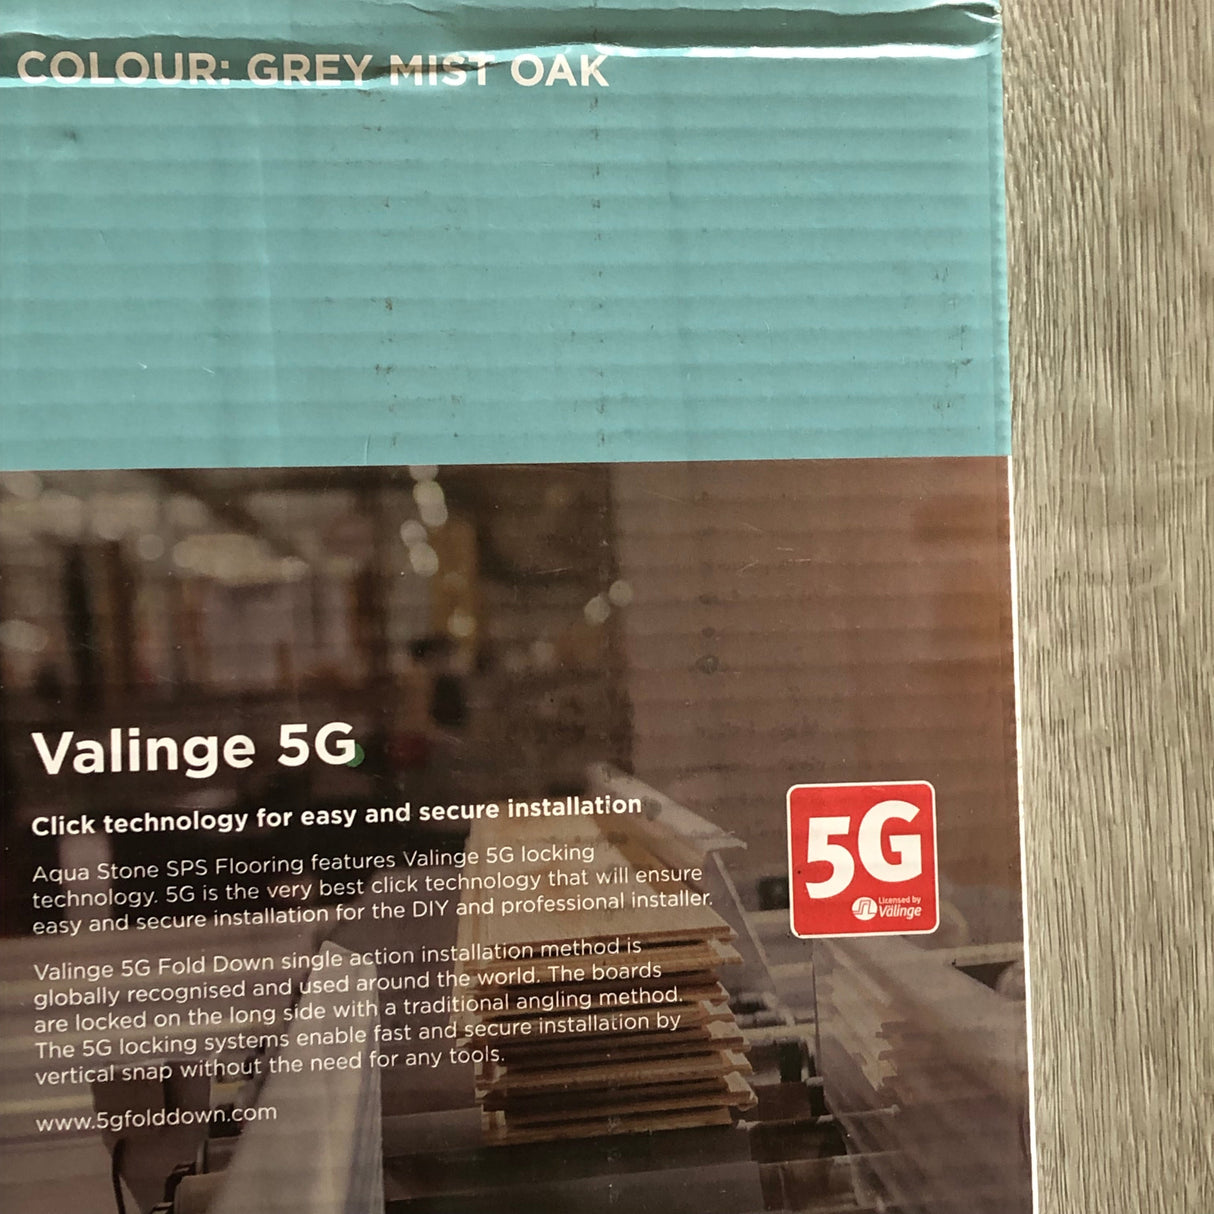 COLOUR: GREY MIST OAK
Valinge 5G
Click technology for easy and secure installation
Aqua Stone SPS Flooring features Valinge 5G locking
technology. 5G is the very best click technology that will ensure
easy and secure installation for the DIY and professional installer.
Valinge 5G Fold Down single action installation method is
globally recognised and used around the world. The boards
are locked on the long side with a traditional angling method.
The 5G locking systems enable fast and secure installation by
vertical snap without the need for any tools.
www.5gfolddown.com
5G
Licensed by
Välinge